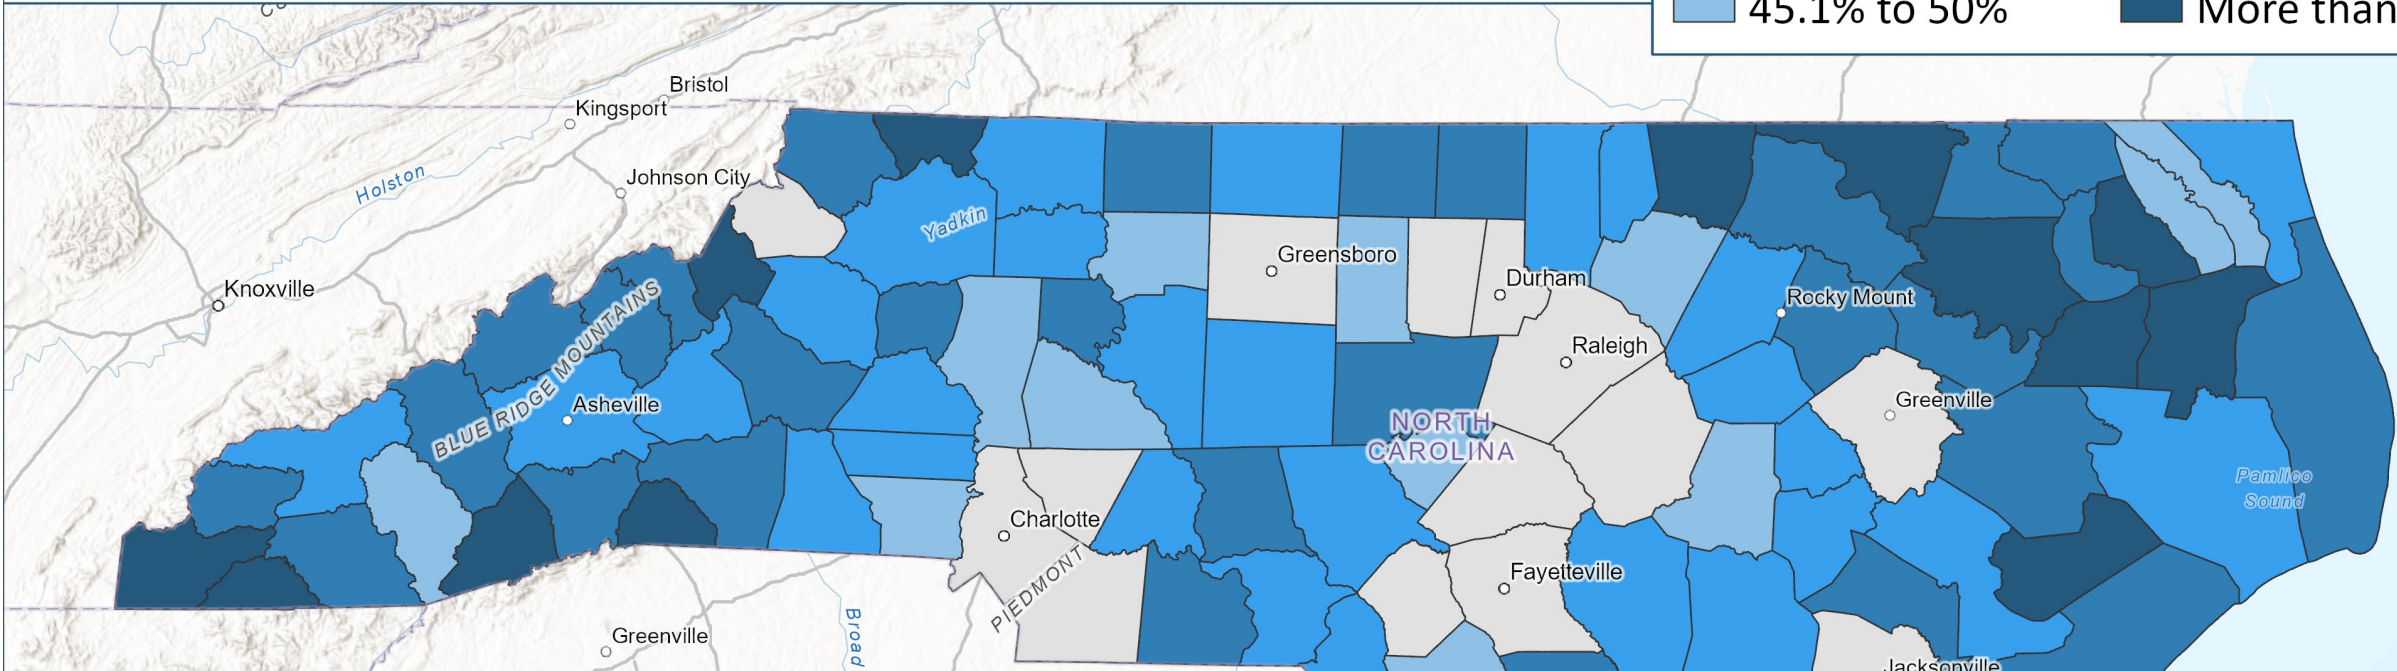 45.1% to 50%
More than
Bristol
Kingsport
Johnson City
Holston
Yadkin
Knoxville
Greensboro
Durham
Rocky Mount
BLUE RIDGE MOUNTAINS
Raleigh
Asheville
Greenville
NORTH
CAROLINA
Pamlico
Sound
Charlotte
Fayetteville
PIEDMONT
Greenville
Broad
Jacksonville